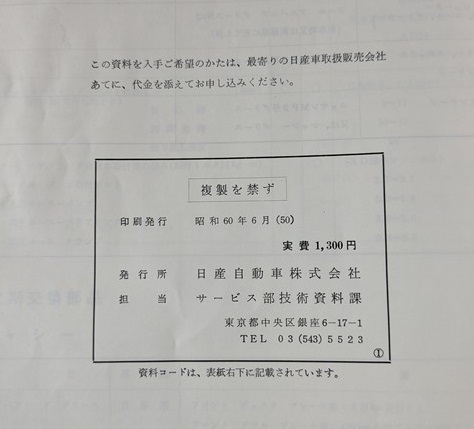 この資料を入手ご希望のかたは、最寄りの日産車取扱販売会社
あてに、代金を添えてお申し込みください。
複製を禁ず
印刷発行 昭和60年6月(50)
実費 1,300円
発行所 日産自動車株式会社
担当 サービス部技術資料課
東京都中央区銀座6-17-1
TEL 03(543)5523
①
資料コードは、表紙右下に記載されています。